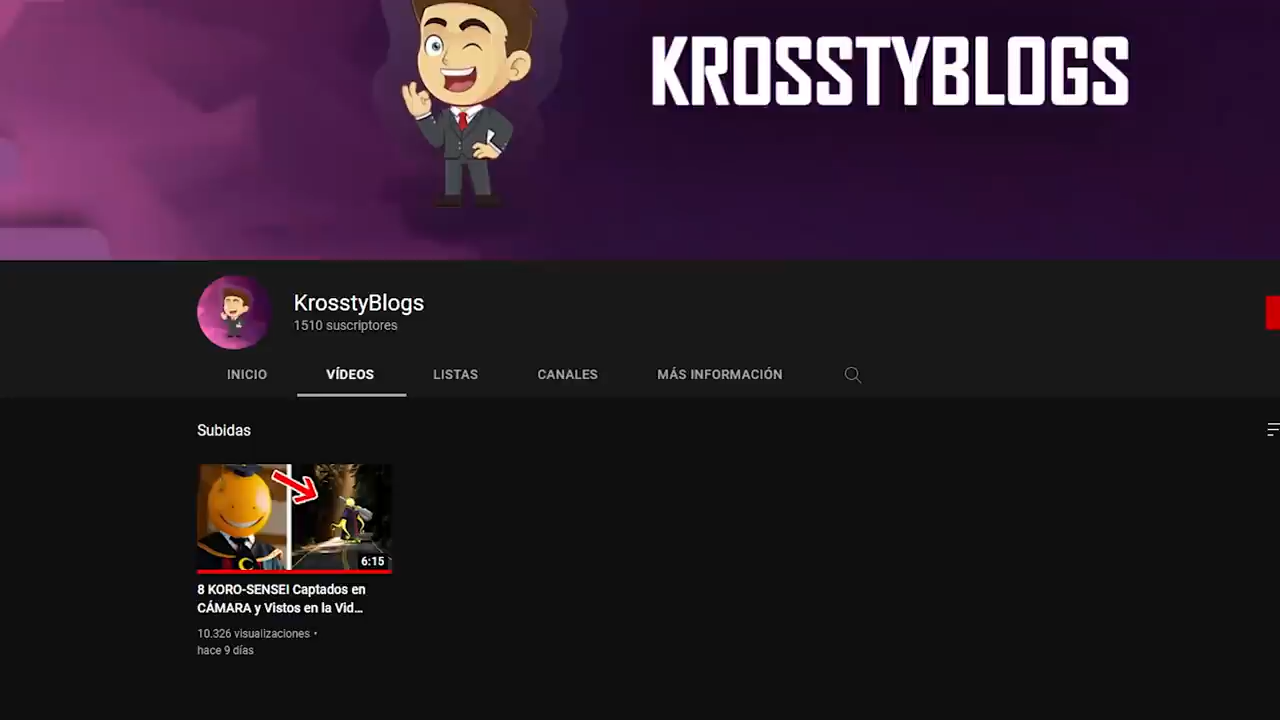 KROSSTYBLOGS
KrosstyBlogs
1510 suscriptores
INICIO
VÍDEOS
LISTAS
CANALES
MÁS INFORMACIÓN
Subidas
6:15
8 KORO-SENSEI Captados en
CÁMARA y Vistos en la Vid...
10.326 visualizaciones •
hace 9 días